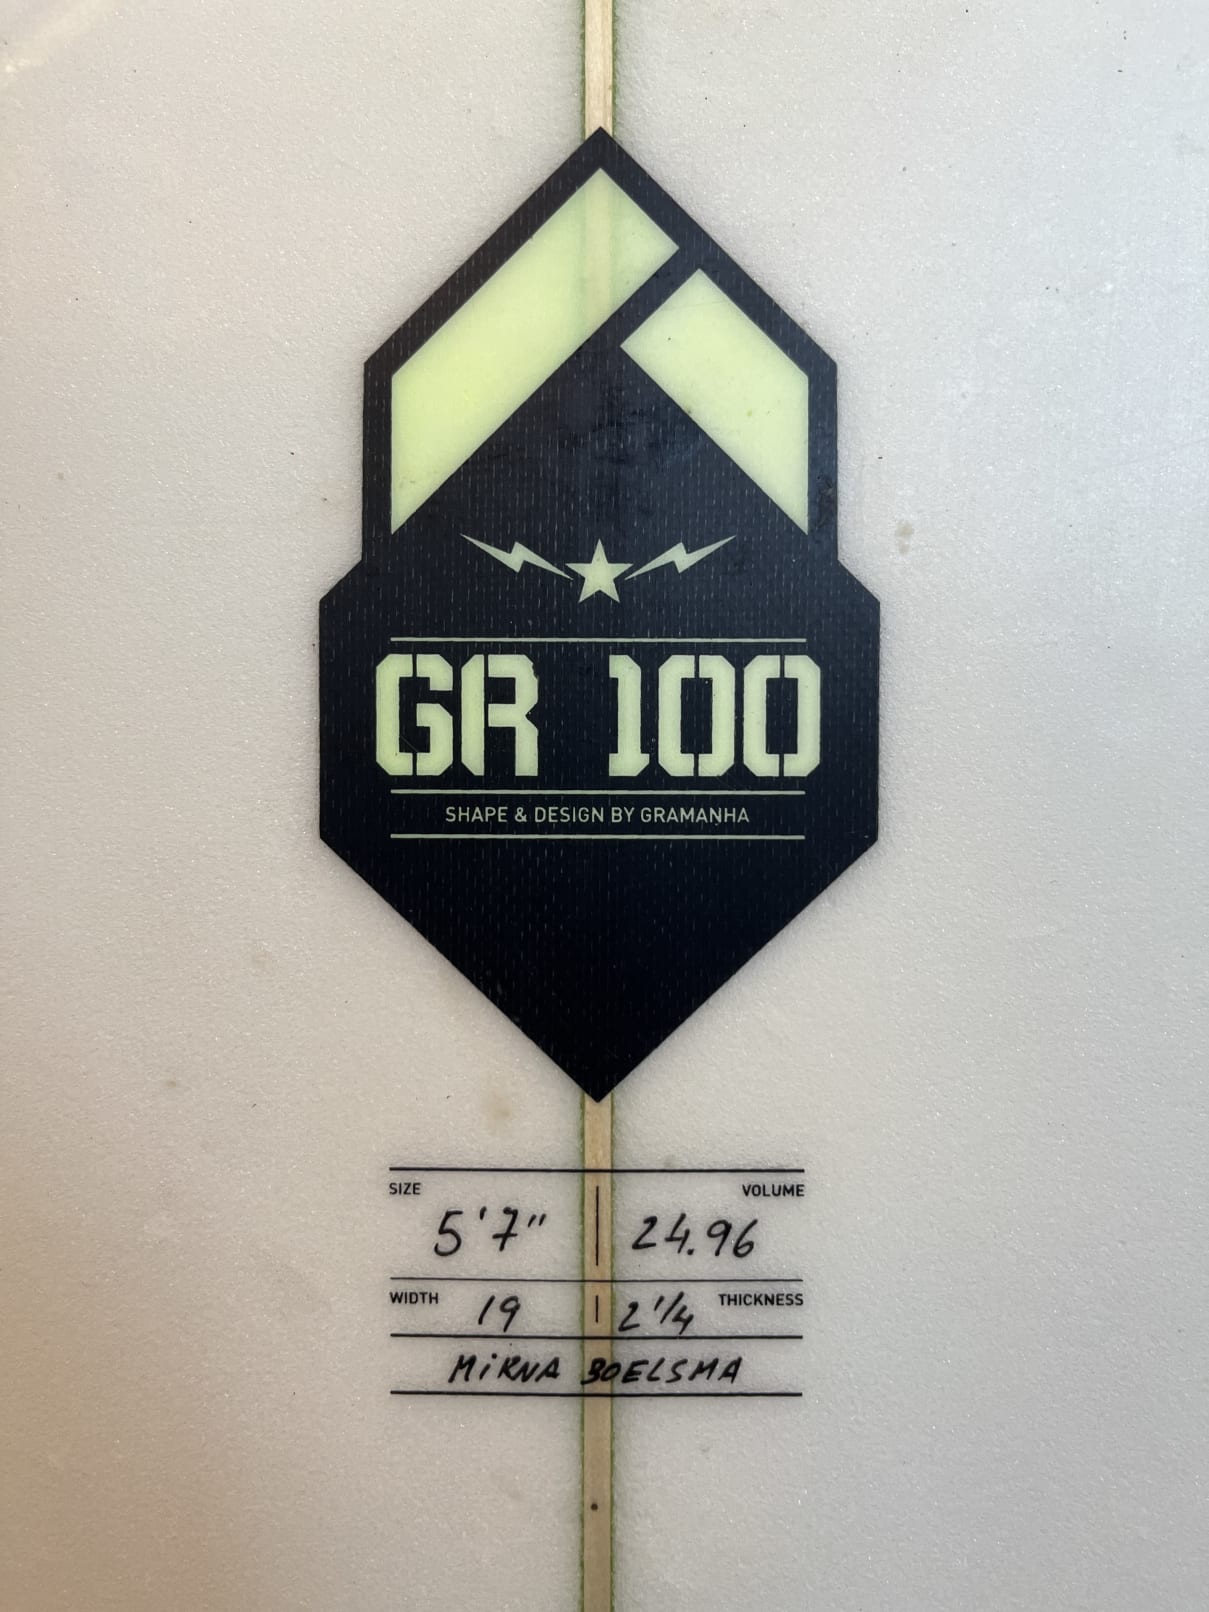 GR 100
SHAPE & DESIGN BY GRAMANHA
SIZE VOLUME
5'7" 24.96
WIDTH 19 2 1/4 THICKNESS
MiRNA BOELSMA